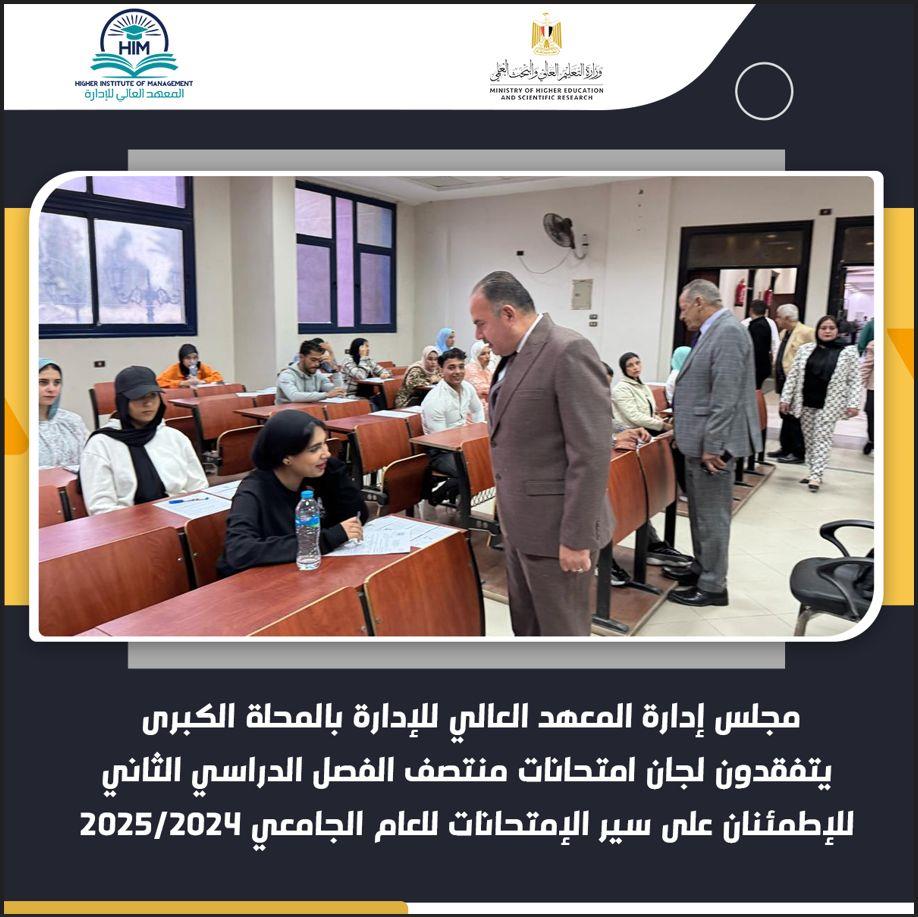 HIM
HIGHER INSTITUTE OF MANAGEMENT
المعهد العالي للإدارة
وزارة التعليم العالي والبحث العلمي
MINISTRY OF HIGHER EDUCATION
AND SCIENTIFIC RESEARCH
مجلس إدارة المعهد العالي للإدارة بالمحلة الكبرى
يتفقدون لجان امتحانات منتصف الفصل الدراسي الثاني
للإطمئنان على سير الإمتحانات للعام الجامعي 2025/2024